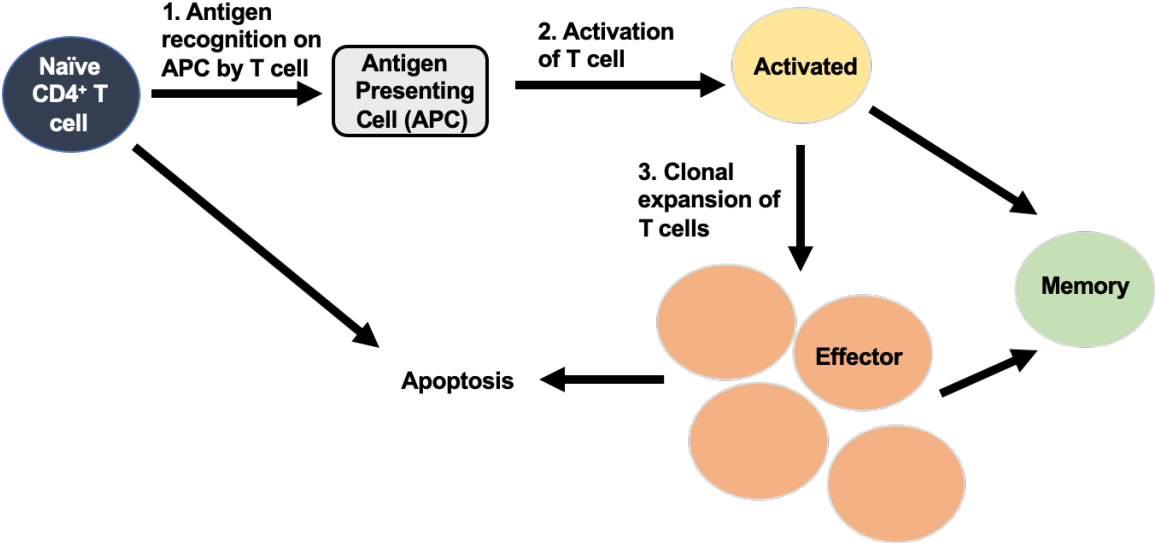 Naïve
CD4⁺ T
cell
1. Antigen
recognition on
APC by T cell
Antigen
Presenting
Cell (APC)
2. Activation
of T cell
Activated
3. Clonal
expansion of
T cells
Memory
Effector
Apoptosis